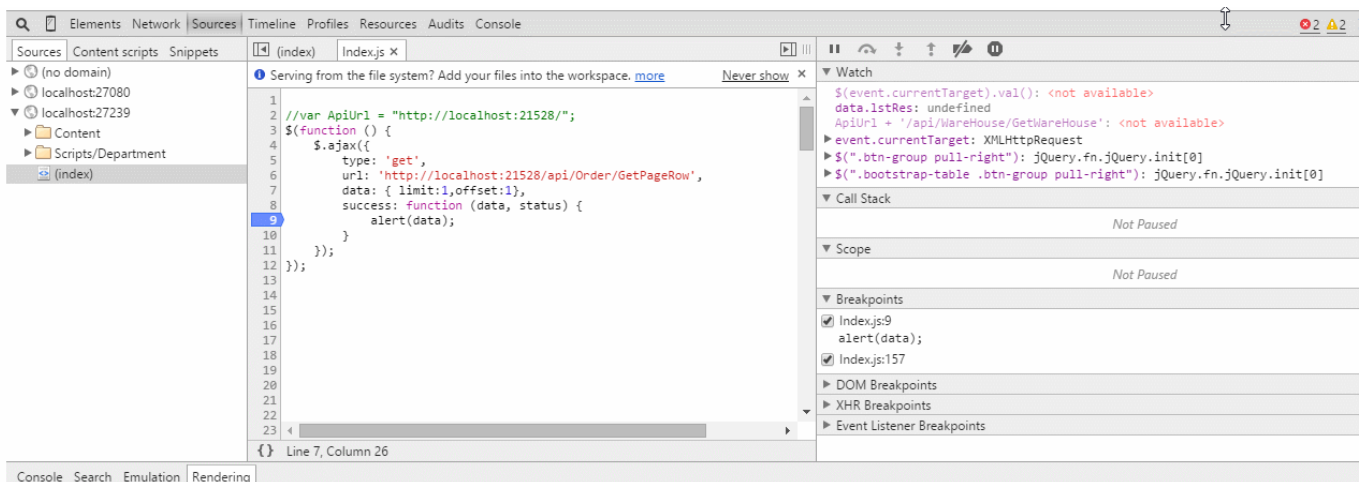 Elements Network Sources Timeline Profiles Resources Audits Console 2 2
Sources Content scripts Snippets
(no domain)
localhost:27080
localhost:27239
Content
Scripts/Department
(index)
(index) Index.js ×
Serving from the file system? Add your files into the workspace. more Never show ×
1
2 //var ApiUrl = "http://localhost:21528/";
3 $(function () {
4 $.ajax({
5 type: 'get',
6 url: 'http://localhost:21528/api/Order/GetPageRow',
7 data: { limit:1,offset:1},
8 success: function (data, status) {
9 alert(data);
10 }
11 });
12 });
13
14
15
16
17
18
19
20
21
22
23
{} Line 7, Column 26
Watch
$(event.currentTarget).val(): <not available>
data.lstRes: undefined
ApiUrl + '/api/WareHouse/GetWareHouse': <not available>
event.currentTarget: XMLHttpRequest
$(".btn-group pull-right"): jQuery.fn.jQuery.init[0]
$(".bootstrap-table .btn-group pull-right"): jQuery.fn.jQuery.init[0]
Call Stack
Not Paused
Scope
Not Paused
Breakpoints
Index.js:9
alert(data);
Index.js:157
DOM Breakpoints
XHR Breakpoints
Event Listener Breakpoints
Console Search Emulation Rendering